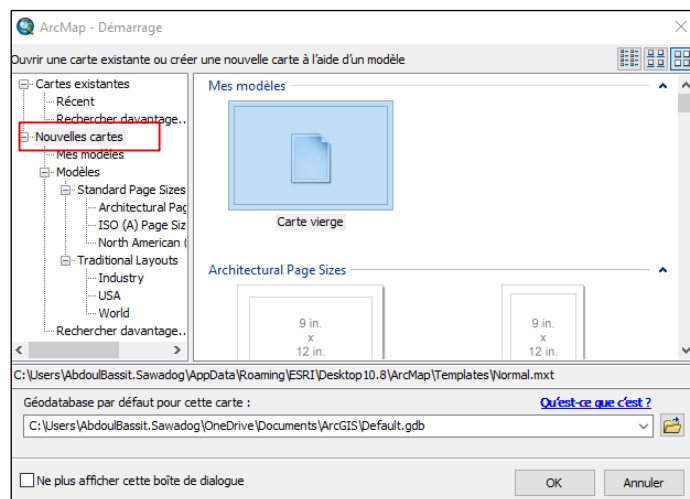 ArcMap - Démarrage
Ouvrir une carte existante ou créer une nouvelle carte à l'aide d'un modèle
Cartes existantes
Récent
Rechercher davantage..
Nouvelles cartes
Mes modèles
Modèles
Standard Page Sizes
Architectural Pag
ISO (A) Page Siz
North American (
Traditional Layouts
Industry
USA
World
Rechercher davantage..
Mes modèles
Carte vierge
Architectural Page Sizes
9 in.
x
12 in.
9 in.
x
12 in.
C:\Users\AbdoulBassit.Sawadog\AppData\Roaming\ESRI\Desktop10.8\ArcMap\Templates\Normal.mxt
Géodatabase par défaut pour cette carte :
Qu'est-ce que c'est ?
C:\Users\AbdoulBassit.Sawadog\OneDrive\Documents\ArcGIS\Default.gdb
Ne plus afficher cette boîte de dialogue
OK
Annuler